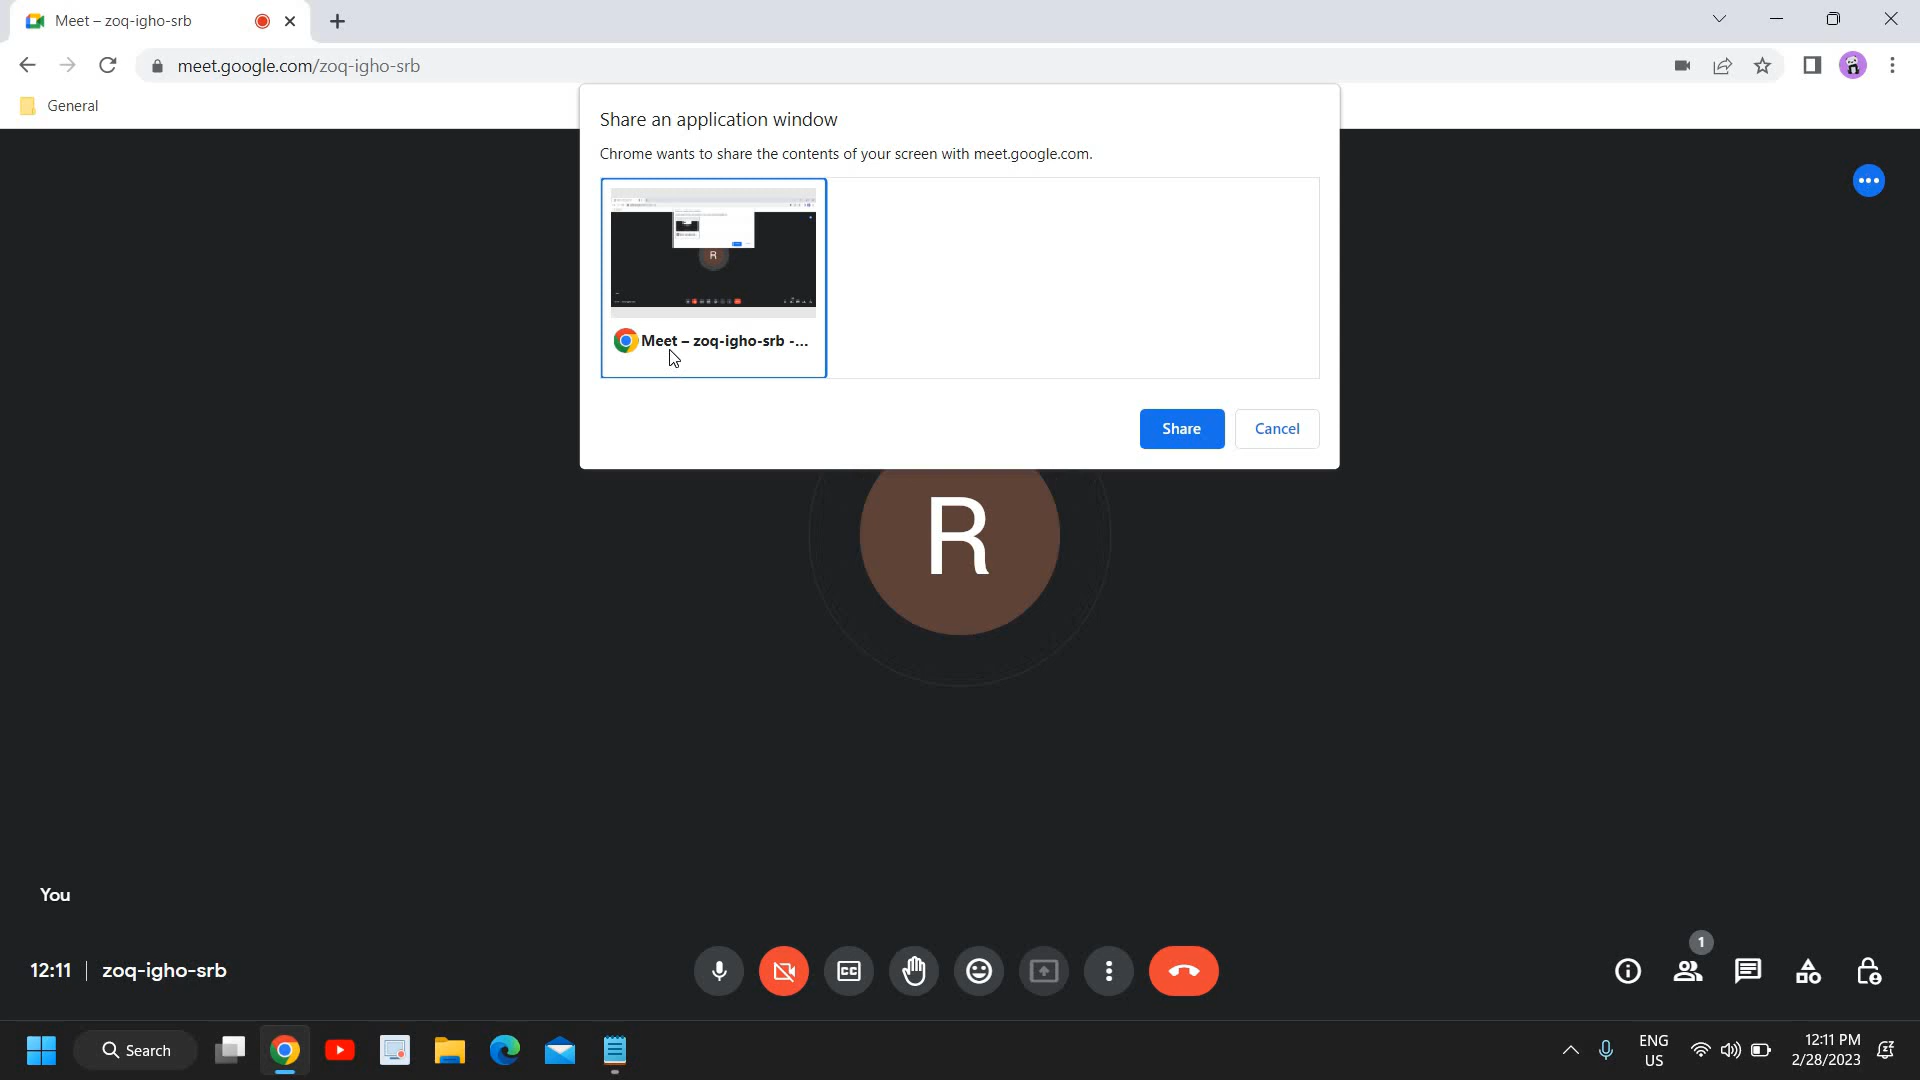 Meet – zoq-igho-srb
meet.google.com/zoq-igho-srb
General
Share an application window
Chrome wants to share the contents of your screen with meet.google.com.
R
Meet – zoq-igho-srb -...
Share
Cancel
R
You
12:11 | zoq-igho-srb
CC
1
Search
ENG
US
12:11 PM
2/28/2023